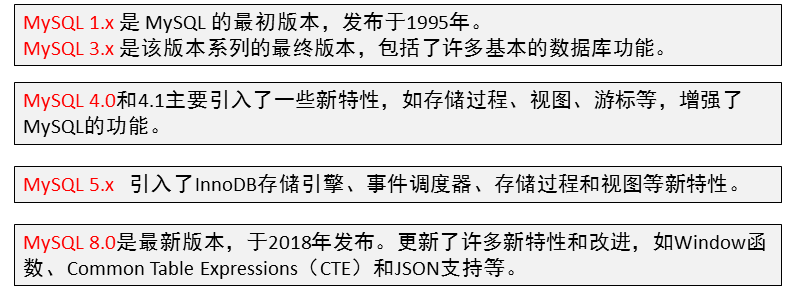 MySQL 1.x 是 MySQL 的最初版本，发布于1995年。
MySQL 3.x 是该版本系列的最终版本，包括了许多基本的数据库功能。
MySQL 4.0和4.1主要引入了一些新特性，如存储过程、视图、游标等，增强了
MySQL的功能。
MySQL 5.x 引入了InnoDB存储引擎、事件调度器、存储过程和视图等新特性。
MySQL 8.0是最新版本，于2018年发布。更新了许多新特性和改进，如Window函
数、Common Table Expressions（CTE）和JSON支持等。